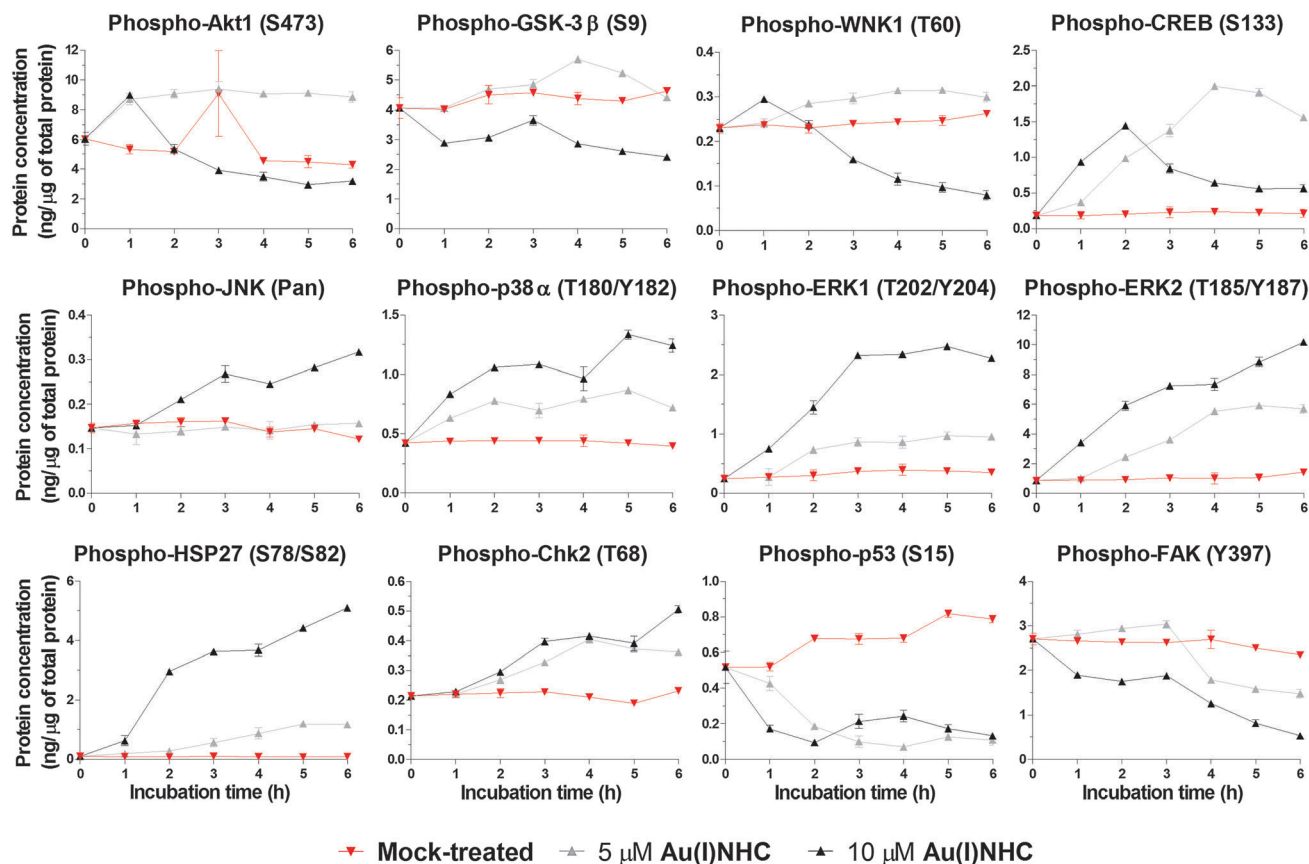 Phospho-Akt1 (S473) Phospho-GSK-3 β (S9) Phospho-WNK1 (T60) Phospho-CREB (S133)
Protein concentration
(ng/μg of total protein)
12
10
8
6
4
2
0
0 1 2 3 4 5 6
6
5
4
3
2
1
0
0 1 2 3 4 5 6
0.4
0.3
0.2
0.1
0.0
0 1 2 3 4 5 6
2.5
2.0
1.5
1.0
0.5
0.0
0 1 2 3 4 5 6
Phospho-JNK (Pan) Phospho-p38 α (T180/Y182) Phospho-ERK1 (T202/Y204) Phospho-ERK2 (T185/Y187)
Protein concentration
(ng/μg of total protein)
0.4
0.3
0.2
0.1
0.0
0 1 2 3 4 5 6
1.5
1.0
0.5
0.0
0 1 2 3 4 5 6
3
2
1
0
0 1 2 3 4 5 6
12
10
8
6
4
2
0
0 1 2 3 4 5 6
Phospho-HSP27 (S78/S82) Phospho-Chk2 (T68) Phospho-p53 (S15) Phospho-FAK (Y397)
Protein concentration
(ng/μg of total protein)
6
4
2
0
0 1 2 3 4 5 6
Incubation time (h)
0.6
0.5
0.4
0.3
0.2
0.1
0.0
0 1 2 3 4 5 6
Incubation time (h)
1.0
0.8
0.6
0.4
0.2
0.0
0 1 2 3 4 5 6
Incubation time (h)
4
3
2
1
0
0 1 2 3 4 5 6
Incubation time (h)
Mock-treated 5 μM Au(I)NHC 10 μM Au(I)NHC